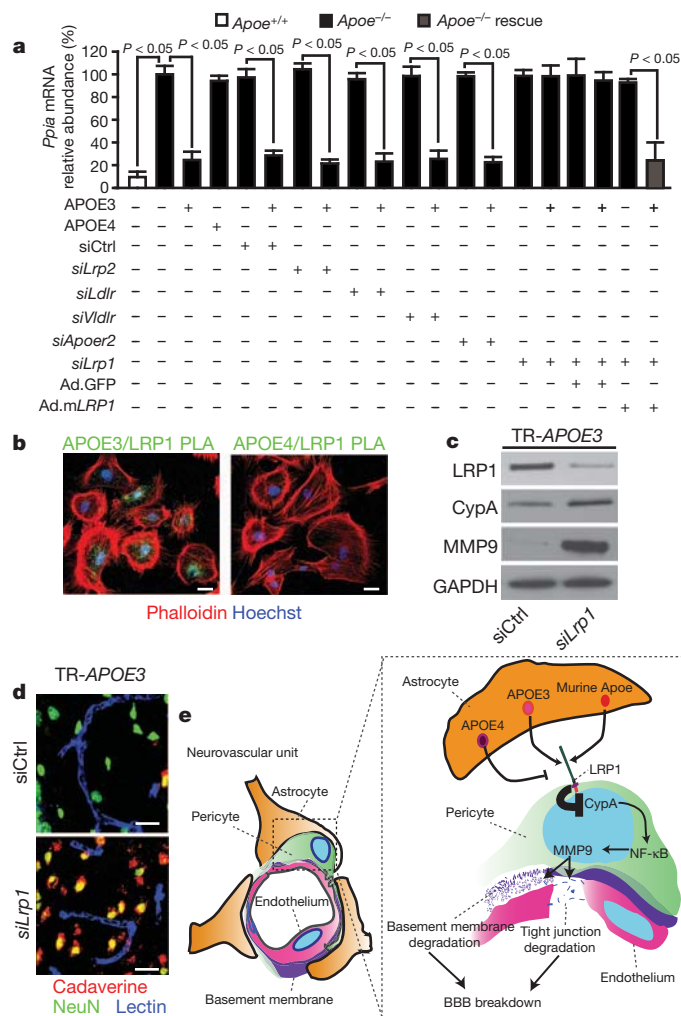 Apoe+/+ Apoe−/− Apoe−/− rescue
a
P < 0.05 P < 0.05 P < 0.05 P < 0.05 P < 0.05 P < 0.05 P < 0.05 P < 0.05
Ppia mRNA
relative abundance (%)
120
100
80
60
40
20
0
APOE3 − − + − − + − + − + − + − + − + − + − +
APOE4 − − − + − − − − − − − − − − − − − − − −
siCtrl − − − − + + − − − − − − − − − − − − − −
siLrp2 − − − − − − + + − − − − − − − − − − − −
siLdlr − − − − − − − − + + − − − − − − − − − −
siVldlr − − − − − − − − − − + + − − − − − − − −
siApoer2 − − − − − − − − − − − − + + − − − − − −
siLrp1 − − − − − − − − − − − − − − + + + + + +
Ad.GFP − − − − − − − − − − − − − − − − + + − −
Ad.mLRP1 − − − − − − − − − − − − − − − − − − + +
b
APOE3/LRP1 PLA APOE4/LRP1 PLA
Phalloidin Hoechst
c
TR-APOE3
LRP1
CypA
MMP9
GAPDH
siCtrl siLrp1
d
TR-APOE3
siCtrl
siLrp1
Cadaverine
NeuN Lectin
e
Neurovascular unit
Astrocyte
Pericyte
Endothelium
Basement membrane
Astrocyte
APOE4
APOE3
Murine Apoe
LRP1
CypA
Pericyte
MMP9
NF-κB
Basement membrane
degradation
Tight junction
degradation
Endothelium
BBB breakdown